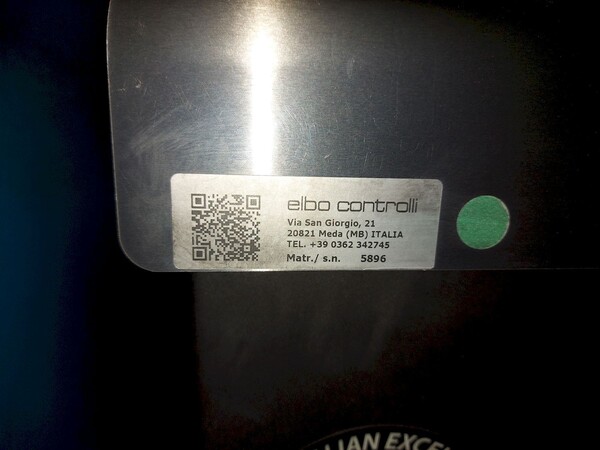 elbo controlli
Via San Giorgio, 21
20821 Meda (MB) ITALIA
TEL. +39 0362 342745
Matr./ s.n. 5896